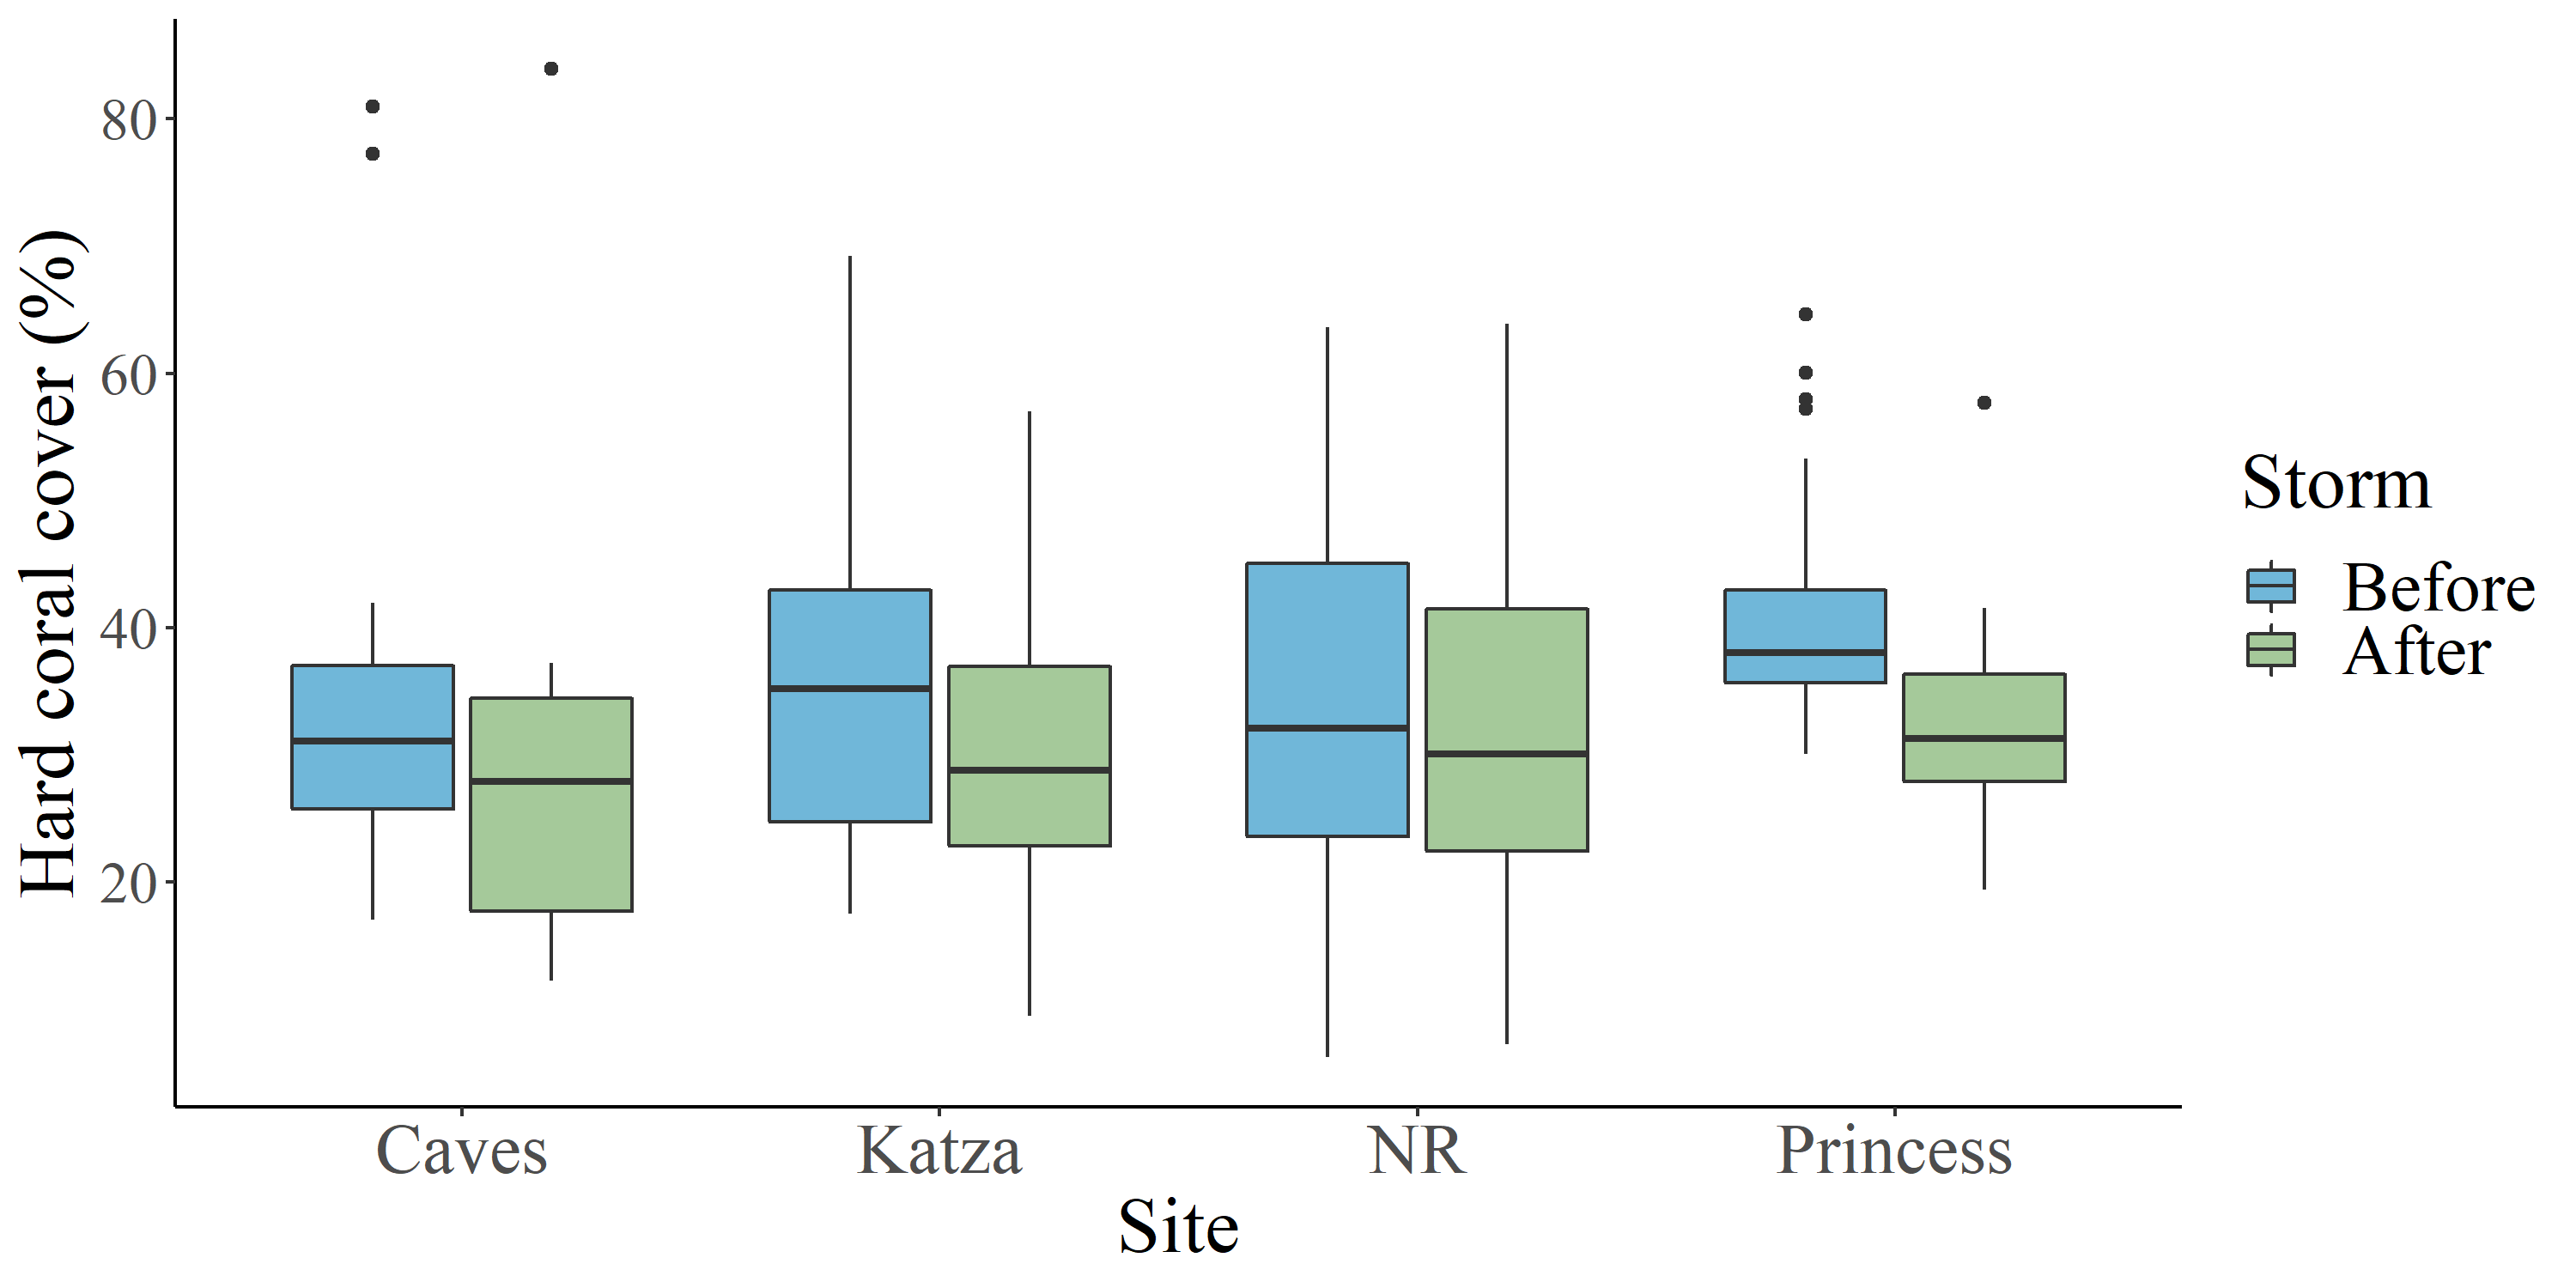 Hard coral cover (%)
80
60
40
20
Caves Katza NR Princess
Site
Storm
Before
After